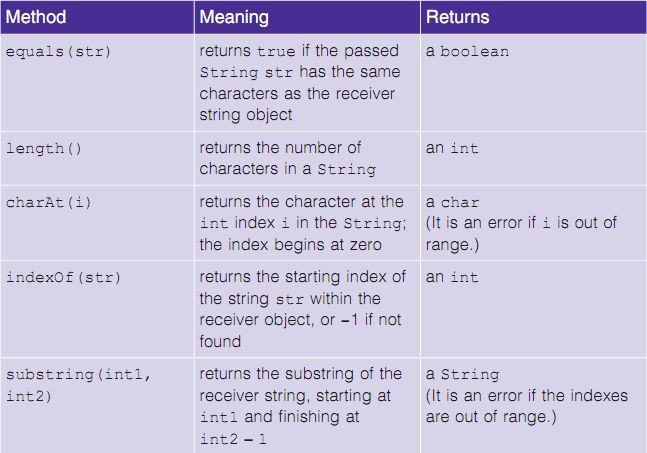 Method Meaning Returns
equals(str) returns true if the passed a boolean
String str has the same
characters as the receiver
string object
length() returns the number of an int
characters in a String
charAt(i) returns the character at the a char
int index i in the String; (It is an error if i is out of
the index begins at zero range.)
indexOf(str) returns the starting index of an int
the string str within the
receiver object, or −1 if not
found
substring(int1, returns the substring of the a String
int2) receiver string, starting at (It is an error if the indexes
int1 and finishing at are out of range.)
int2 − 1